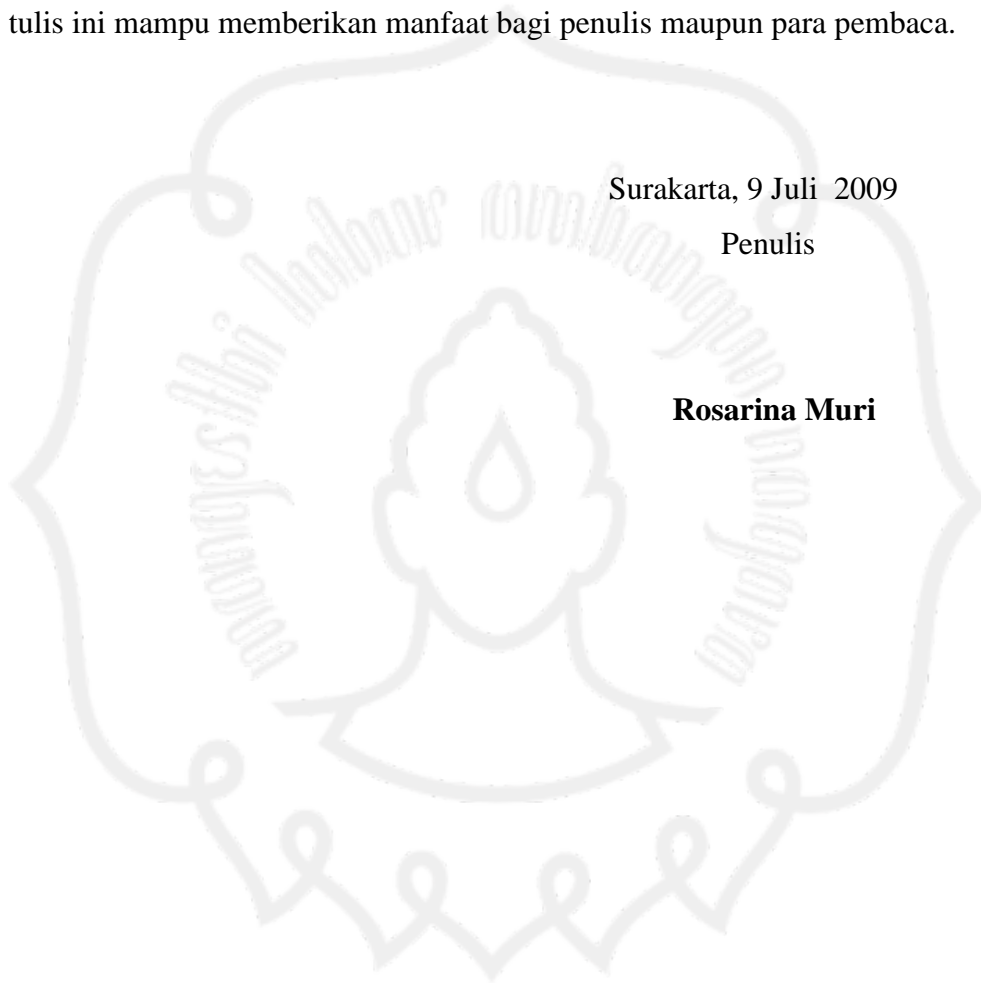 tulis ini mampu memberikan manfaat bagi penulis maupun para pembaca.
Surakarta, 9 Juli 2009
Penulis
Rosarina Muri